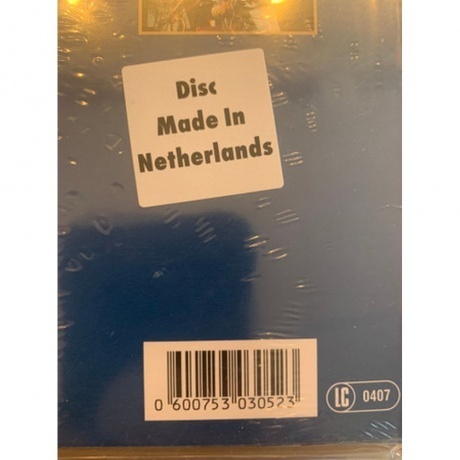 Disc
Made In
Netherlands
0 600753 030523
LC 0407